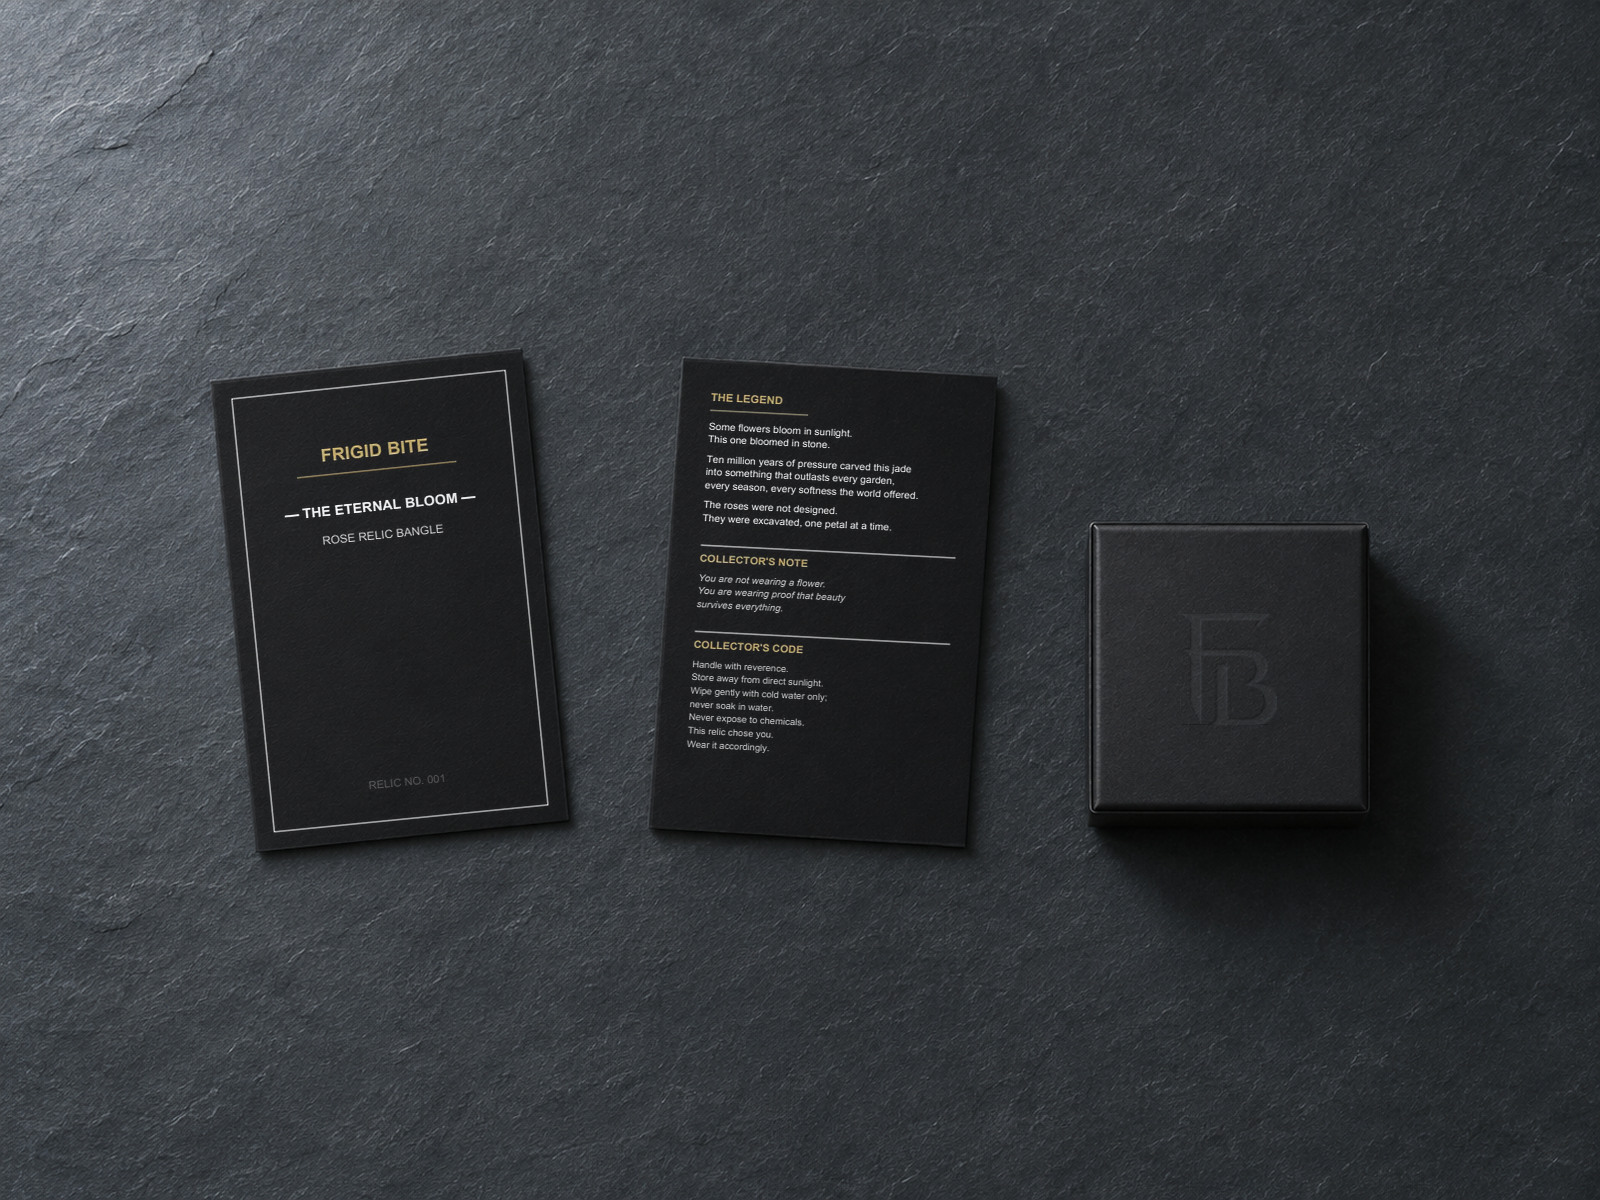 FRIGID BITE
— THE ETERNAL BLOOM —
ROSE RELIC BANGLE
RELIC NO. 001
THE LEGEND
Some flowers bloom in sunlight.
This one bloomed in stone.
Ten million years of pressure carved this jade
into something that outlasts every garden,
every season, every softness the world offered.
The roses were not designed.
They were excavated, one petal at a time.
COLLECTOR'S NOTE
You are not wearing a flower.
You are wearing proof that beauty
survives everything.
COLLECTOR'S CODE
Handle with reverence.
Store away from direct sunlight.
Wipe gently with cold water only;
never soak in water.
Never expose to chemicals.
This relic chose you.
Wear it accordingly.
FB